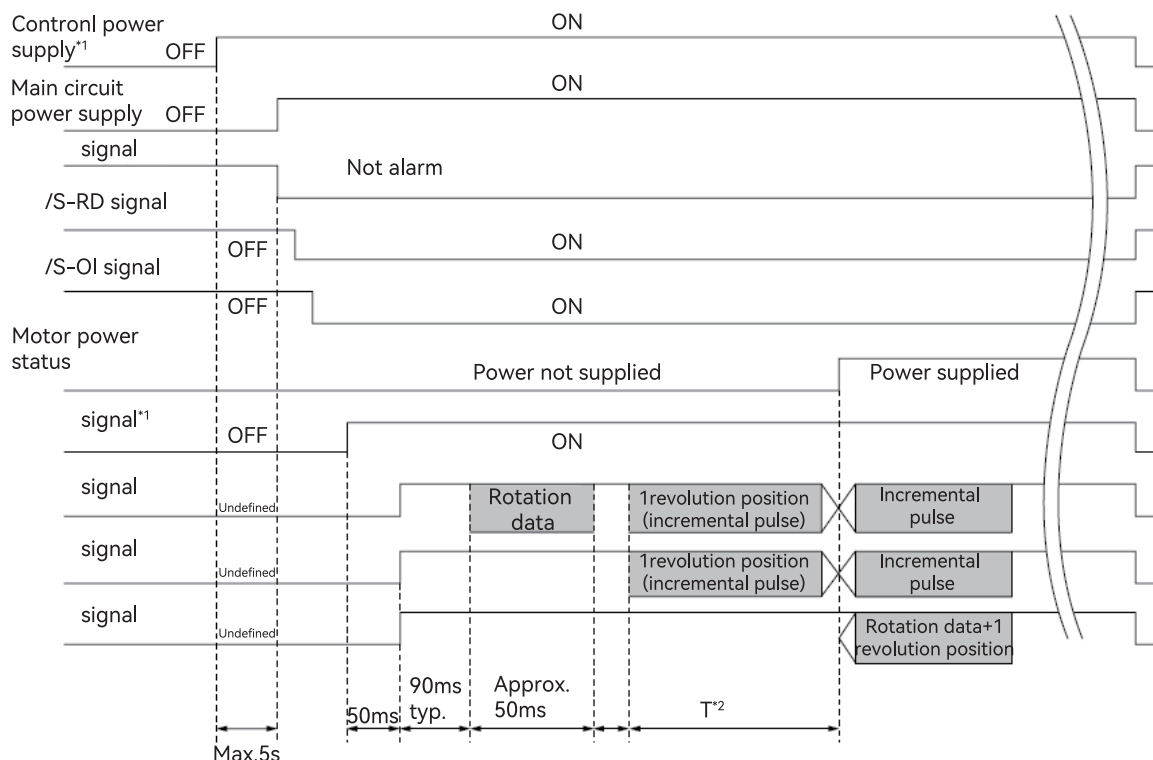 Contronl power
supply*1
OFF
ON
Main circuit
power supply
OFF
ON
signal
Not alarm
/S-RD signal
OFF
ON
/S-OI signal
OFF
ON
Motor power
status
Power not supplied
Power supplied
signal*1
OFF
ON
signal
Undefined
Rotation
data
1revolution position
(incremental pulse)
Incremental
pulse
signal
Undefined
1revolution position
(incremental pulse)
Incremental
pulse
signal
Undefined
Rotation data+1
revolution position
50ms
90ms
typ.
Approx.
50ms
T*2
Max.5s